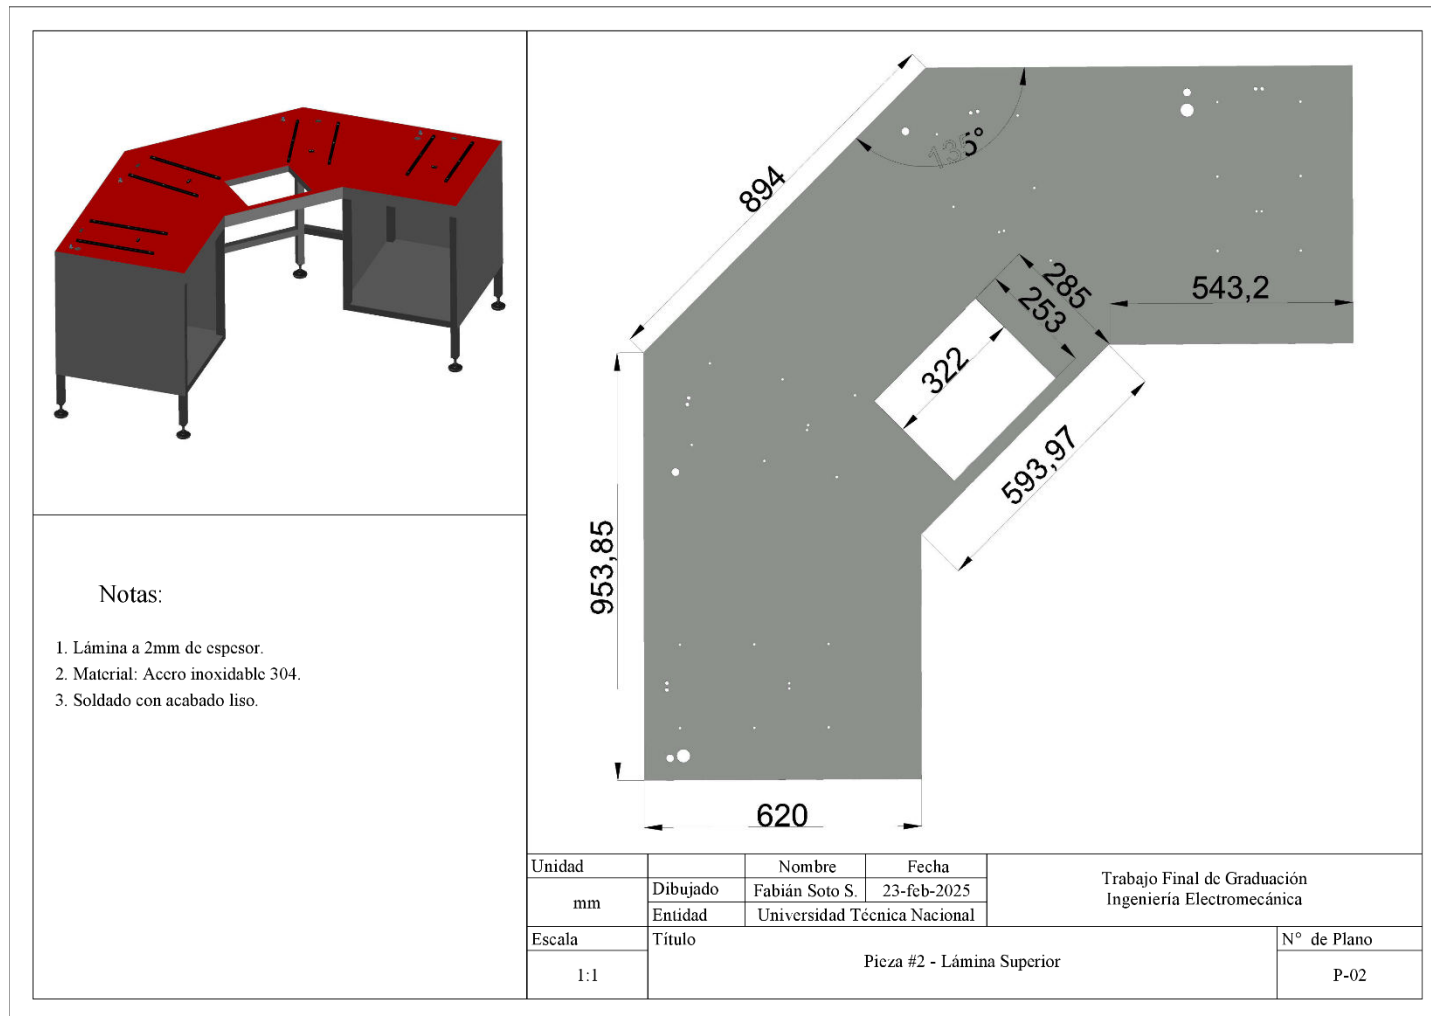 894
135°
285
253
543,2
322
593,97
953,85
620
Notas:
1. Lámina a 2mm de espesor.
2. Material: Acero inoxidable 304.
3. Soldado con acabado liso.
Unidad
mm
Nombre
Fecha
Dibujado
Fabián Soto S.
23-feb-2025
Entidad
Universidad Técnica Nacional
Trabajo Final de Graduación
Ingeniería Electromecánica
Escala
1:1
Título
Pieza #2 - Lámina Superior
N° de Plano
P-02